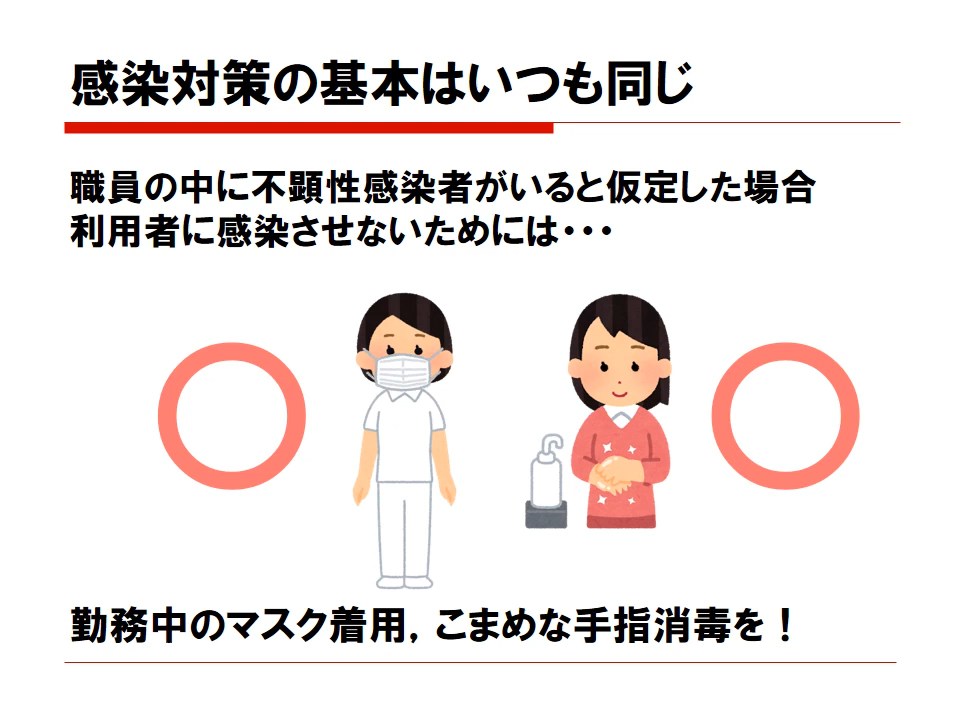 感染対策の基本はいつも同じ
職員の中に不顕性感染者がいると仮定した場合
利用者に感染させないためには・・・
勤務中のマスク着用，こまめな手指消毒を！